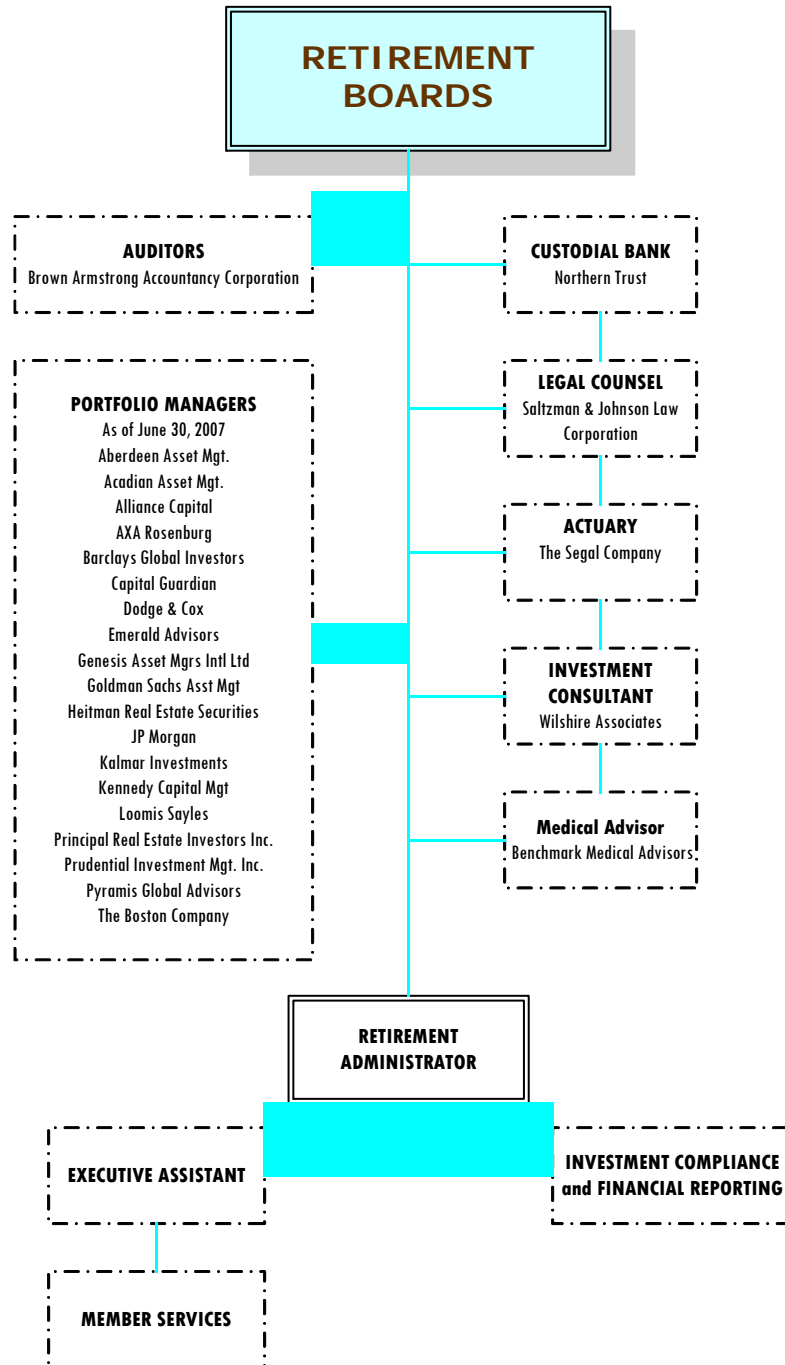 RETIREMENT
BOARDS
AUDITORS
Brown Armstrong Accountancy Corporation
CUSTODIAL BANK
Northern Trust
LEGAL COUNSEL
Saltzman & Johnson Law
Corporation
PORTFOLIO MANAGERS
As of June 30, 2007
Aberdeen Asset Mgt.
Acadian Asset Mgt.
Alliance Capital
AXA Rosenburg
Barclays Global Investors
Capital Guardian
Dodge & Cox
Emerald Advisors
Genesis Asset Mgrs Intl Ltd
Goldman Sachs Asst Mgt
Heitman Real Estate Securities
JP Morgan
Kalmar Investments
Kennedy Capital Mgt
Loomis Sayles
Principal Real Estate Investors Inc.
Prudential Investment Mgt. Inc.
Pyramis Global Advisors
The Boston Company
ACTUARY
The Segal Company
INVESTMENT
CONSULTANT
Wilshire Associates
Medical Advisor
Benchmark Medical Advisors
RETIREMENT
ADMINISTRATOR
EXECUTIVE ASSISTANT
INVESTMENT COMPLIANCE
and FINANCIAL REPORTING
MEMBER SERVICES